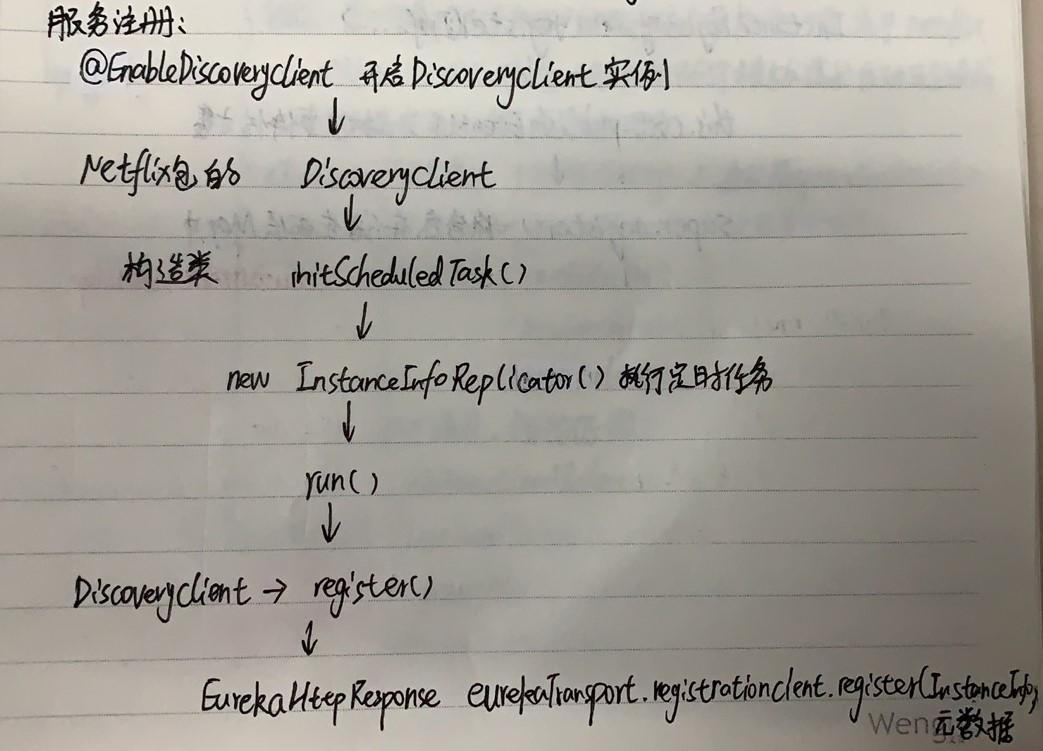 服务注册:
@EnableDiscoveryclient 开启Discoveryclient实例
↓
Netflix包的 Discoveryclient
↓
构造类 initScheduledTask()
↓
new InstanceInfoReplicator() 执行定时任务
↓
run()
↓
Discoveryclient → register()
↓
EurekaHttpResponse eurekaTransport.registrationclent.register(InstanceInfo)
元数据